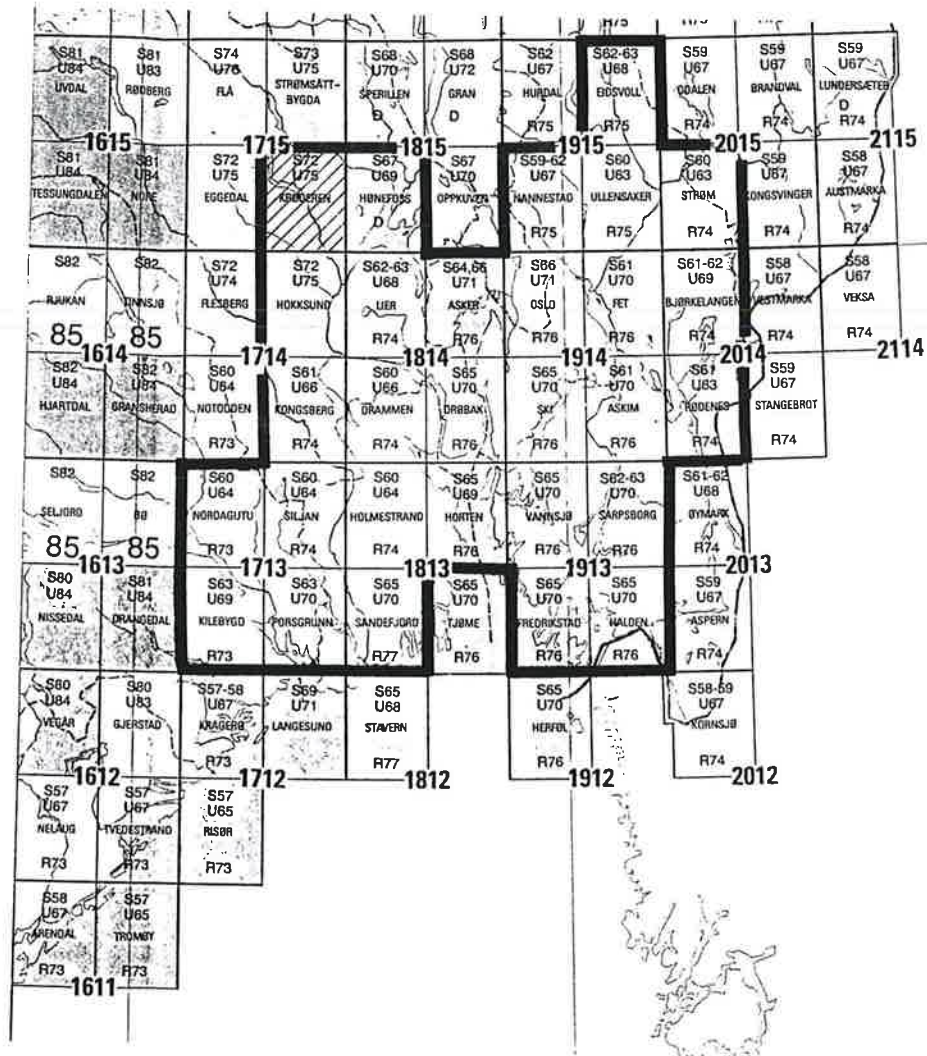 R75 R75
S81 S81 S74 S73 S68 S68 S62 S62-63 S59 S59 S59
U84 U83 U76 U75 U70 U72 U67 U68 U67 U67 U67
UVDAL RØDBERG FLÅ STRØMSÅTT- SPERILLEN GRAN HURDAL EIDSVOLL ODALEN BRANDVAL LUNDERSÆTER
BYGDA
D D R75 R75 R74 R74 D R74
1615 1715 1815 1915 2015 2115
S81 S81 S72 S72 S67 S67 S59-62 S60 S60 S59 S58
U84 U84 U75 U75 U69 U70 U67 U63 U63 U67 U67
TESSUNGDALEN NORE EGGEDAL KRØDEREN HØNEFOSS OPPKUVEN NANNESTAD ULLENSAKER STRØM KONGSVINGER AUSTMARKA
D R75 R75 R74 R74 R74
S82 S82 S72 S72 S62-63 S64,66 S66 S61 S61-62 S58 S58
U74 U75 U68 U71 U71 U70 U69 U67 U67
RJUKAN TINNSJØ FLESBERG HOKKSUND LIER ASKER OSLO FET BJØRKELANGEN VESTMARKA VEKSA
85 85 R74 R76 R76 R76 R74 R74 R74
1614 1714 1814 1914 2014 2114
S82 S82 S60 S61 S60 S65 S65 S61 S61 S59
U84 U84 U64 U66 U66 U70 U70 U70 U63 U67
HJARTDAL GRANSHERAD NOTODDEN KONGSBERG DRAMMEN DRØBAK SKI ASKIM RØDENES STANGEBROT
R73 R74 R74 R76 R76 R76 R74 R74
S82 S82 S60 S60 S60 S65 S65 S62-63 S61-62
U64 U64 U64 U69 U70 U70 U68
SELJORD BØ NORDAGUTU SILJAN HOLMESTRAND HORTEN VANNSJØ SARPSBORG ØYMARK
85 85 R73 R74 R74 R76 R76 R76 R74
1613 1713 1813 1913 2013
S80 S81 S63 S63 S65 S65 S65 S65 S59
U84 U84 U69 U70 U70 U70 U70 U70 U67
NISSEDAL DRANGEDAL KILEBYGD PORSGRUNN SANDEFJORD TJØME FREDRIKSTAD HALDEN ASPERN
R73 R77 R76 R76 R76 R74
S80 S80 S57-58 S69 S65 S65 S58-59
U84 U83 U67 U71 U68 U70 U67
VEGÅR GJERSTAD KRAGERØ LANGESUND STAVERN HERFØL KORNSJØ
R73 R77 R76 R74
1612 1712 1812 1912 2012
S57 S57 S57
U67 U67 U65
NELAUG TVEDESTRAND RISØR
R73 R73 R73
S58 S57
U67 U65
ARENDAL TROMØY
R73 R73
1611